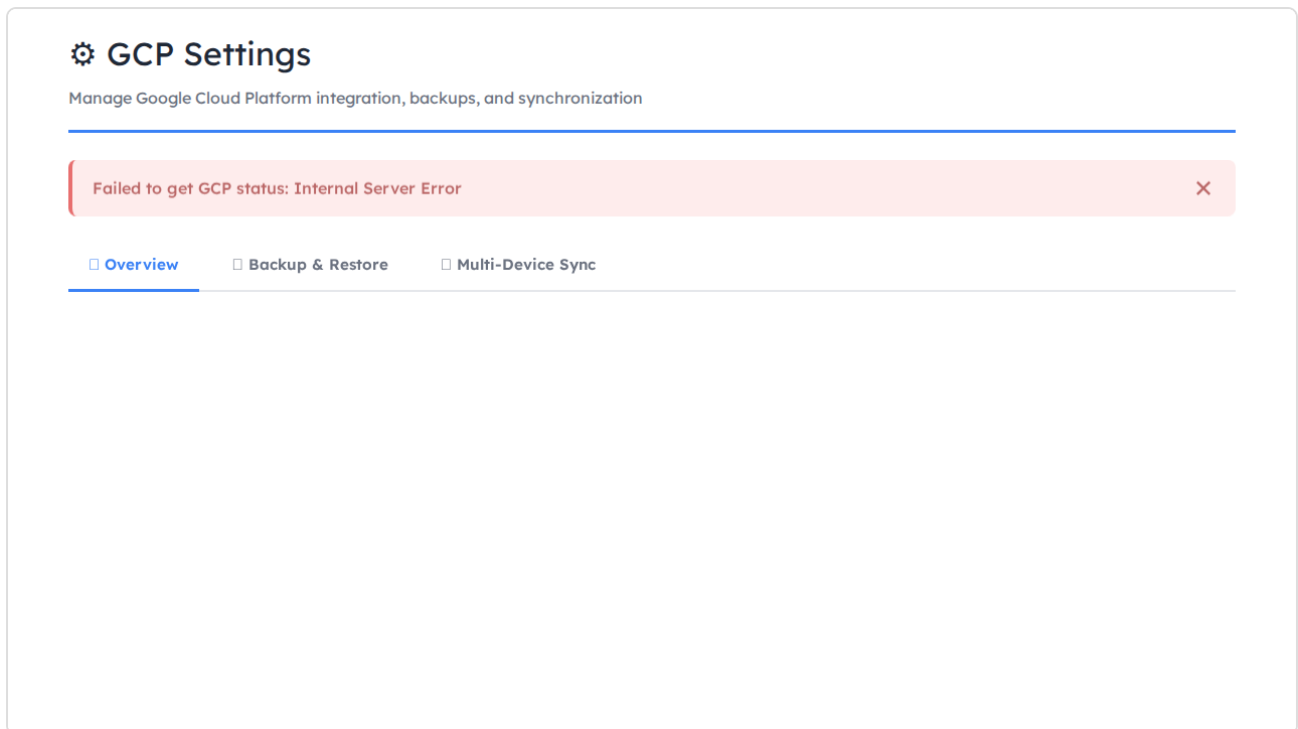 ⚙ GCP Settings
Manage Google Cloud Platform integration, backups, and synchronization
Failed to get GCP status: Internal Server Error ✕
Overview Backup & Restore Multi-Device Sync